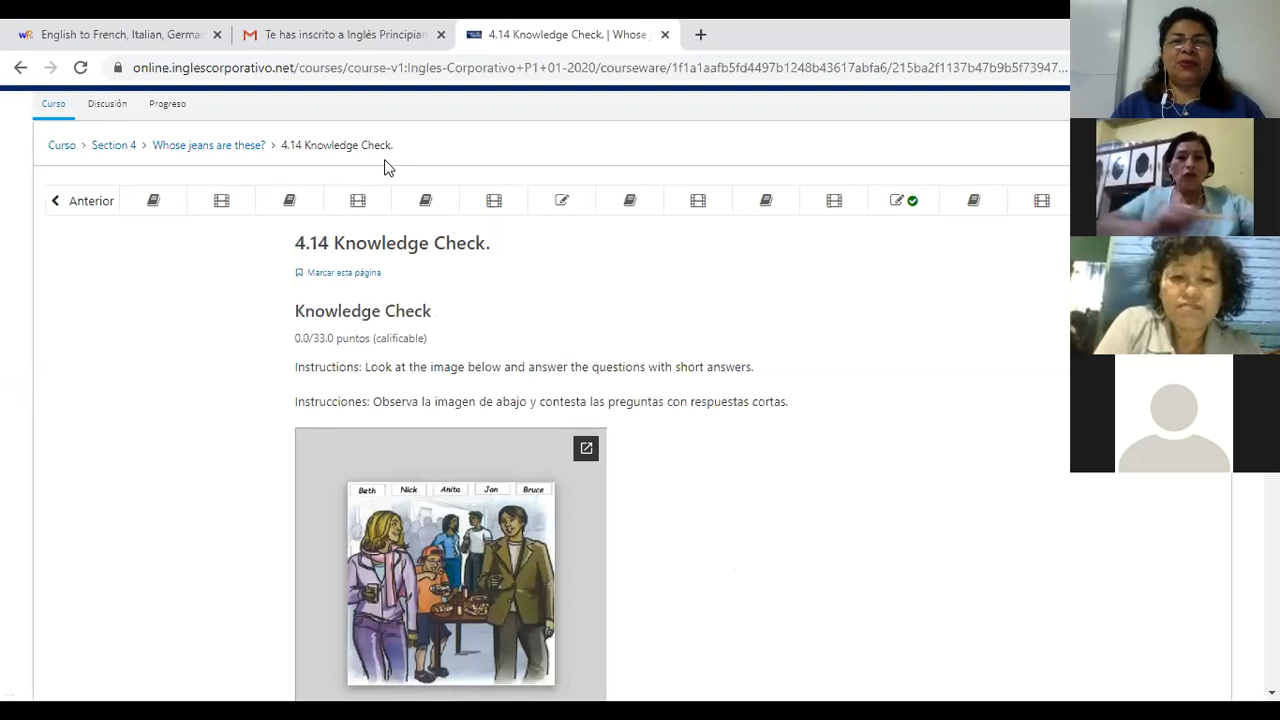 English to French, Italian, Germa
Te has inscrito a Inglés Principian
4.14 Knowledge Check. | Whose
online.inglescorporativo.net/courses/course-v1:Ingles-Corporativo+P1+01-2020/courseware/1f1a1aafb5fd4497b1248b43617abfa6/215ba2f1137b47b9b5f73947...
Curso Discusión Progreso
Curso > Section 4 > Whose jeans are these? > 4.14 Knowledge Check.
Anterior
4.14 Knowledge Check.
Marcar esta página
Knowledge Check
0.0/33.0 puntos (calificable)
Instructions: Look at the image below and answer the questions with short answers.
Instrucciones: Observa la imagen de abajo y contesta las preguntas con respuestas cortas.
Beth Nick Anita Jon Bruce